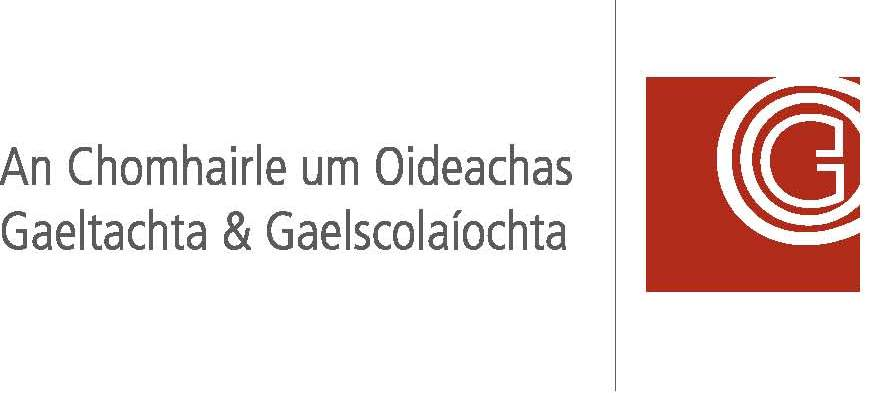 An Chomhairle um Oideachas
Gaeltachta & Gaelscolaíochta